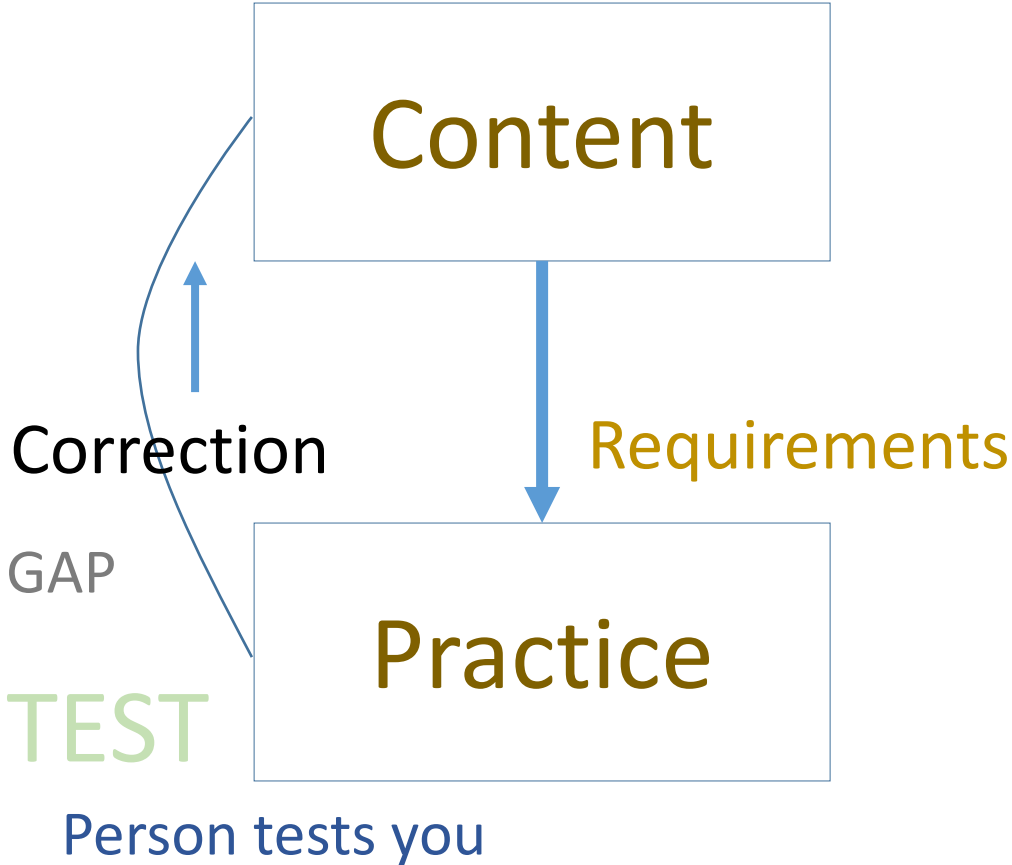 Content
Correction
Requirements
GAP
Practice
TEST
Person tests you